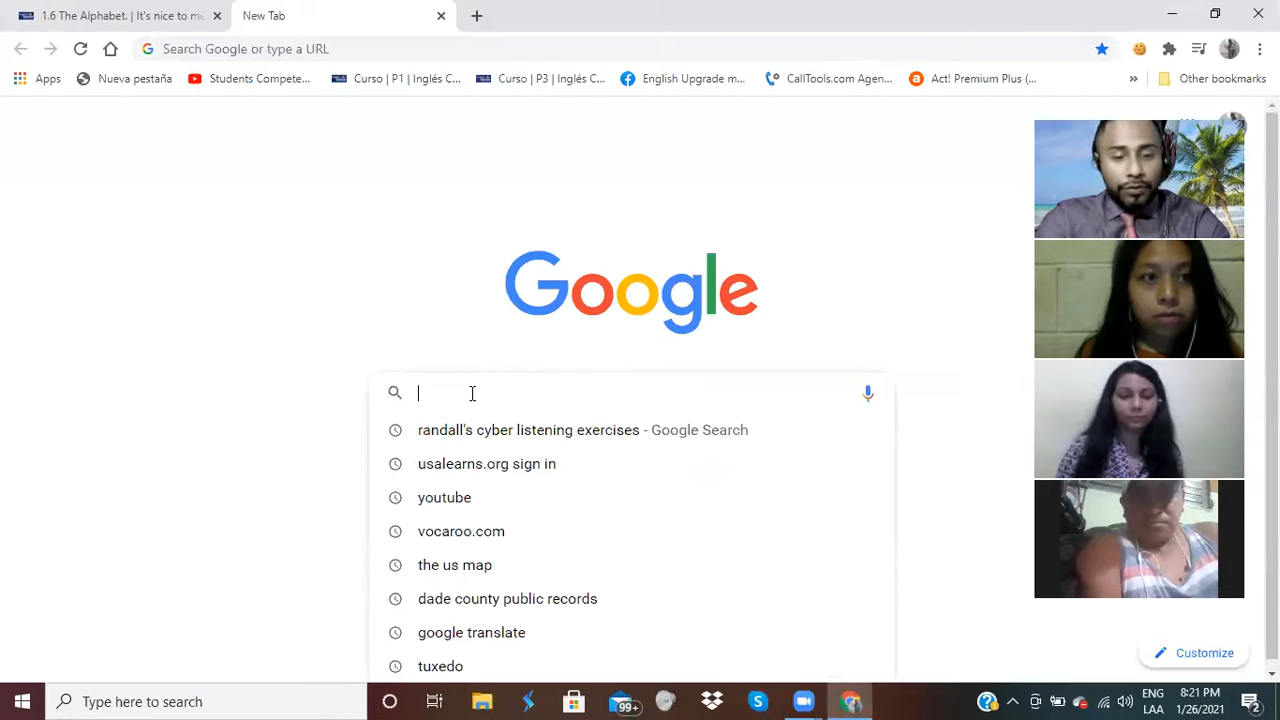 1.6 The Alphabet. | It's nice to me
New Tab
Search Google or type a URL
Apps
Nueva pestaña
Students Compete...
Curso | P1 | Inglés C...
Curso | P3 | Inglés C...
English Upgrade m...
CallTools.com Agen...
Act! Premium Plus (...
»
Other bookmarks
Google
randall's cyber listening exercises - Google Search
usalearns.org sign in
youtube
vocaroo.com
the us map
dade county public records
google translate
tuxedo
Customize
Type here to search
99+
ENG
LAA
8:21 PM
1/26/2021
2